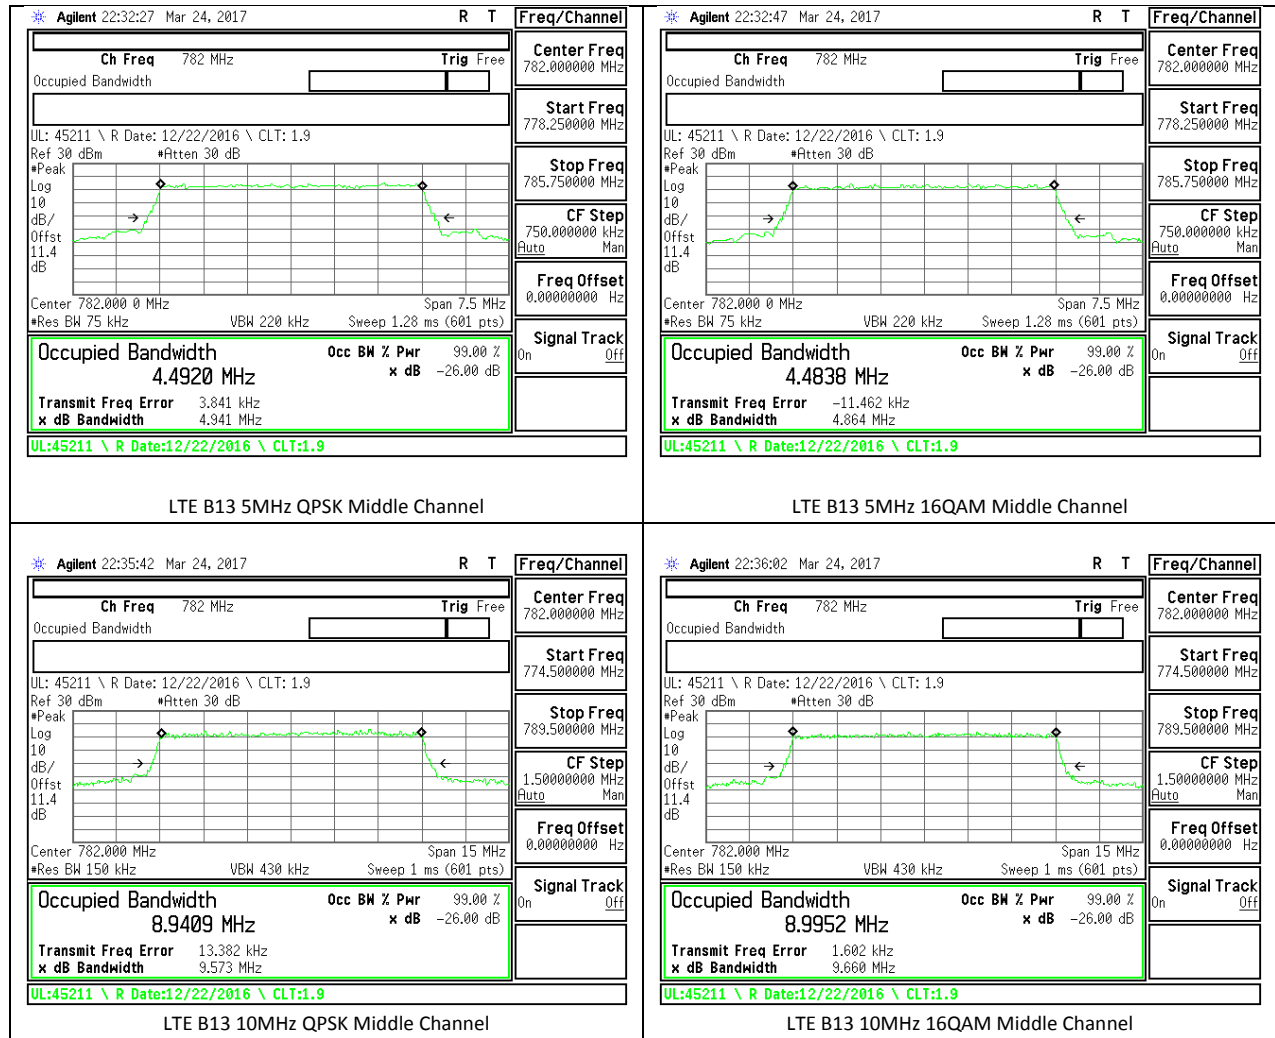 Agilent 22:32:27 Mar 24, 2017 R T Freq/Channel
Ch Freq 782 MHz Trig Free
Occupied Bandwidth
Center Freq
782.000000 MHz
Start Freq
778.250000 MHz
UL: 45211 \ R Date: 12/22/2016 \ CLT: 1.9
Ref 30 dBm #Atten 30 dB
#Peak
Log
10
dB/
Offst
11.4
dB
Stop Freq
785.750000 MHz
CF Step
750.000000 kHz
Auto Man
Freq Offset
0.00000000 Hz
Center 782.000 0 MHz Span 7.5 MHz
#Res BW 75 kHz VBW 220 kHz Sweep 1.28 ms (601 pts)
Signal Track
On Off
Occupied Bandwidth Occ BW % Pwr 99.00 %
4.4920 MHz x dB -26.00 dB
Transmit Freq Error 3.841 kHz
x dB Bandwidth 4.941 MHz
UL:45211 \ R Date:12/22/2016 \ CLT:1.9
LTE B13 5MHz QPSK Middle Channel
Agilent 22:32:47 Mar 24, 2017 R T Freq/Channel
Ch Freq 782 MHz Trig Free
Occupied Bandwidth
Center Freq
782.000000 MHz
Start Freq
778.250000 MHz
UL: 45211 \ R Date: 12/22/2016 \ CLT: 1.9
Ref 30 dBm #Atten 30 dB
#Peak
Log
10
dB/
Offst
11.4
dB
Stop Freq
785.750000 MHz
CF Step
750.000000 kHz
Auto Man
Freq Offset
0.00000000 Hz
Center 782.000 0 MHz Span 7.5 MHz
#Res BW 75 kHz VBW 220 kHz Sweep 1.28 ms (601 pts)
Signal Track
On Off
Occupied Bandwidth Occ BW % Pwr 99.00 %
4.4838 MHz x dB -26.00 dB
Transmit Freq Error -11.462 kHz
x dB Bandwidth 4.864 MHz
UL:45211 \ R Date:12/22/2016 \ CLT:1.9
LTE B13 5MHz 16QAM Middle Channel
Agilent 22:35:42 Mar 24, 2017 R T Freq/Channel
Ch Freq 782 MHz Trig Free
Occupied Bandwidth
Center Freq
782.000000 MHz
Start Freq
774.500000 MHz
UL: 45211 \ R Date: 12/22/2016 \ CLT: 1.9
Ref 30 dBm #Atten 30 dB
#Peak
Log
10
dB/
Offst
11.4
dB
Stop Freq
789.500000 MHz
CF Step
1.50000000 MHz
Auto Man
Freq Offset
0.00000000 Hz
Center 782.000 MHz Span 15 MHz
#Res BW 150 kHz VBW 430 kHz Sweep 1 ms (601 pts)
Signal Track
On Off
Occupied Bandwidth Occ BW % Pwr 99.00 %
8.9409 MHz x dB -26.00 dB
Transmit Freq Error 13.382 kHz
x dB Bandwidth 9.573 MHz
UL:45211 \ R Date:12/22/2016 \ CLT:1.9
LTE B13 10MHz QPSK Middle Channel
Agilent 22:36:02 Mar 24, 2017 R T Freq/Channel
Ch Freq 782 MHz Trig Free
Occupied Bandwidth
Center Freq
782.000000 MHz
Start Freq
774.500000 MHz
UL: 45211 \ R Date: 12/22/2016 \ CLT: 1.9
Ref 30 dBm #Atten 30 dB
#Peak
Log
10
dB/
Offst
11.4
dB
Stop Freq
789.500000 MHz
CF Step
1.50000000 MHz
Auto Man
Freq Offset
0.00000000 Hz
Center 782.000 MHz Span 15 MHz
#Res BW 150 kHz VBW 430 kHz Sweep 1 ms (601 pts)
Signal Track
On Off
Occupied Bandwidth Occ BW % Pwr 99.00 %
8.9952 MHz x dB -26.00 dB
Transmit Freq Error 1.602 kHz
x dB Bandwidth 9.660 MHz
UL:45211 \ R Date:12/22/2016 \ CLT:1.9
LTE B13 10MHz 16QAM Middle Channel